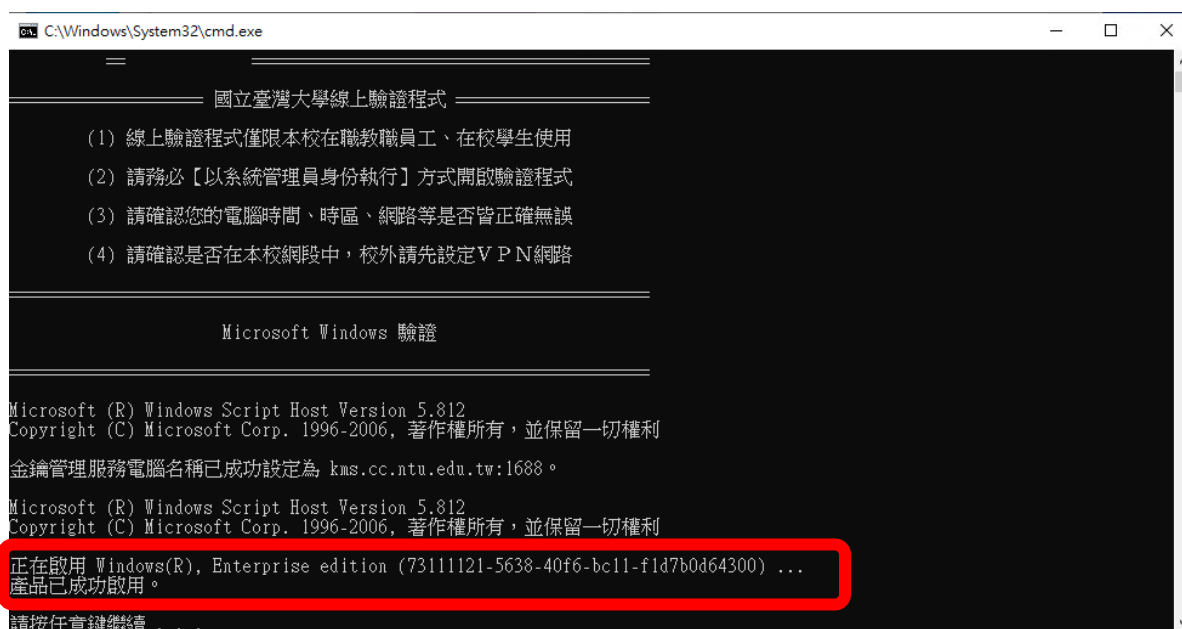 C:\Windows\System32\cmd.exe
國立臺灣大學線上驗證程式
(1) 線上驗證程式僅限本校在職教職員工、在校學生使用
(2) 請務必【以系統管理員身份執行】方式開啟驗證程式
(3) 請確認您的電腦時間、時區、網路等是否皆正確無誤
(4) 請確認是否在本校網段中，校外請先設定ＶＰＮ網路
Microsoft Windows 驗證
Microsoft (R) Windows Script Host Version 5.812
Copyright (C) Microsoft Corp. 1996-2006, 著作權所有，並保留一切權利
金鑰管理服務電腦名稱已成功設定為 kms.cc.ntu.edu.tw:1688。
Microsoft (R) Windows Script Host Version 5.812
Copyright (C) Microsoft Corp. 1996-2006, 著作權所有，並保留一切權利
正在啟用 Windows(R), Enterprise edition (73111121-5638-40f6-bc11-f1d7b0d64300) ...
產品已成功啟用。
請按任意鍵繼續 . . .